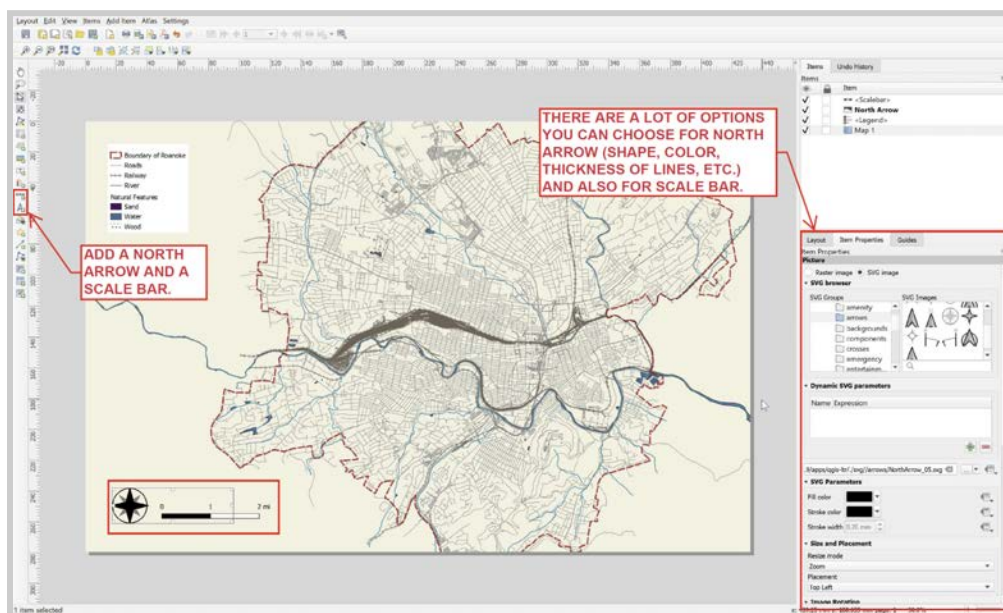 Layout Edit View Items Add Item Atlas Settings
Items Undo History
Items
Item
<Scalebar>
North Arrow
<Legend>
Map 1
THERE ARE A LOT OF OPTIONS
YOU CAN CHOOSE FOR NORTH
ARROW (SHAPE, COLOR,
THICKNESS OF LINES, ETC.)
AND ALSO FOR SCALE BAR.
Boundary of Roanoke
Roads
Railway
River
Natural Features
Sand
Water
Wood
ADD A NORTH
ARROW AND A
SCALE BAR.
Layout Item Properties Guides
Item Properties
Picture
Raster image SVG image
SVG browser
SVG Groups SVG Images
amenity
arrows
backgrounds
components
crosses
emergency
Dynamic SVG parameters
Name Expression
SVG Parameters
Fill color
Stroke color
Stroke width 0.35 mm
Size and Placement
Resize mode
Zoom
Placement
Top Left
Image Rotation
0 1 2 mi
1 item selected